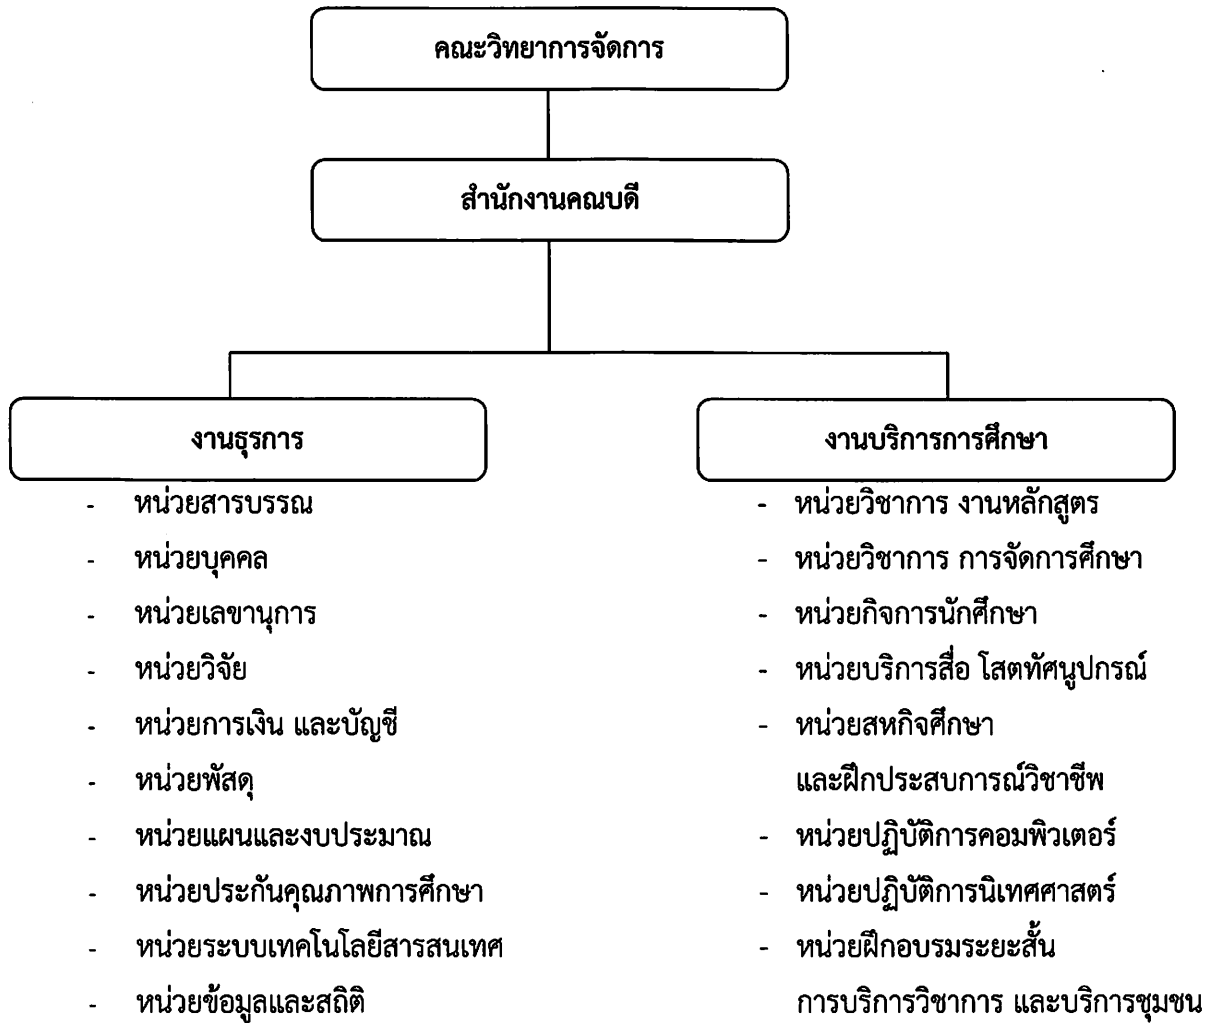 คณะวิทยาการจัดการ
สำนักงานคณบดี
งานธุรการ
- หน่วยสารบรรณ
- หน่วยบุคคล
- หน่วยเลขานุการ
- หน่วยวิจัย
- หน่วยการเงิน และบัญชี
- หน่วยพัสดุ
- หน่วยแผนและงบประมาณ
- หน่วยประกันคุณภาพการศึกษา
- หน่วยระบบเทคโนโลยีสารสนเทศ
- หน่วยข้อมูลและสถิติ
งานบริการการศึกษา
- หน่วยวิชาการ งานหลักสูตร
- หน่วยวิชาการ การจัดการศึกษา
- หน่วยกิจการนักศึกษา
- หน่วยบริการสื่อ โสตทัศนูปกรณ์
- หน่วยสหกิจศึกษา
และฝึกประสบการณ์วิชาชีพ
- หน่วยปฏิบัติการคอมพิวเตอร์
- หน่วยปฏิบัติการนิเทศศาสตร์
- หน่วยฝึกอบรมระยะสั้น
การบริการวิชาการ และบริการชุมชน